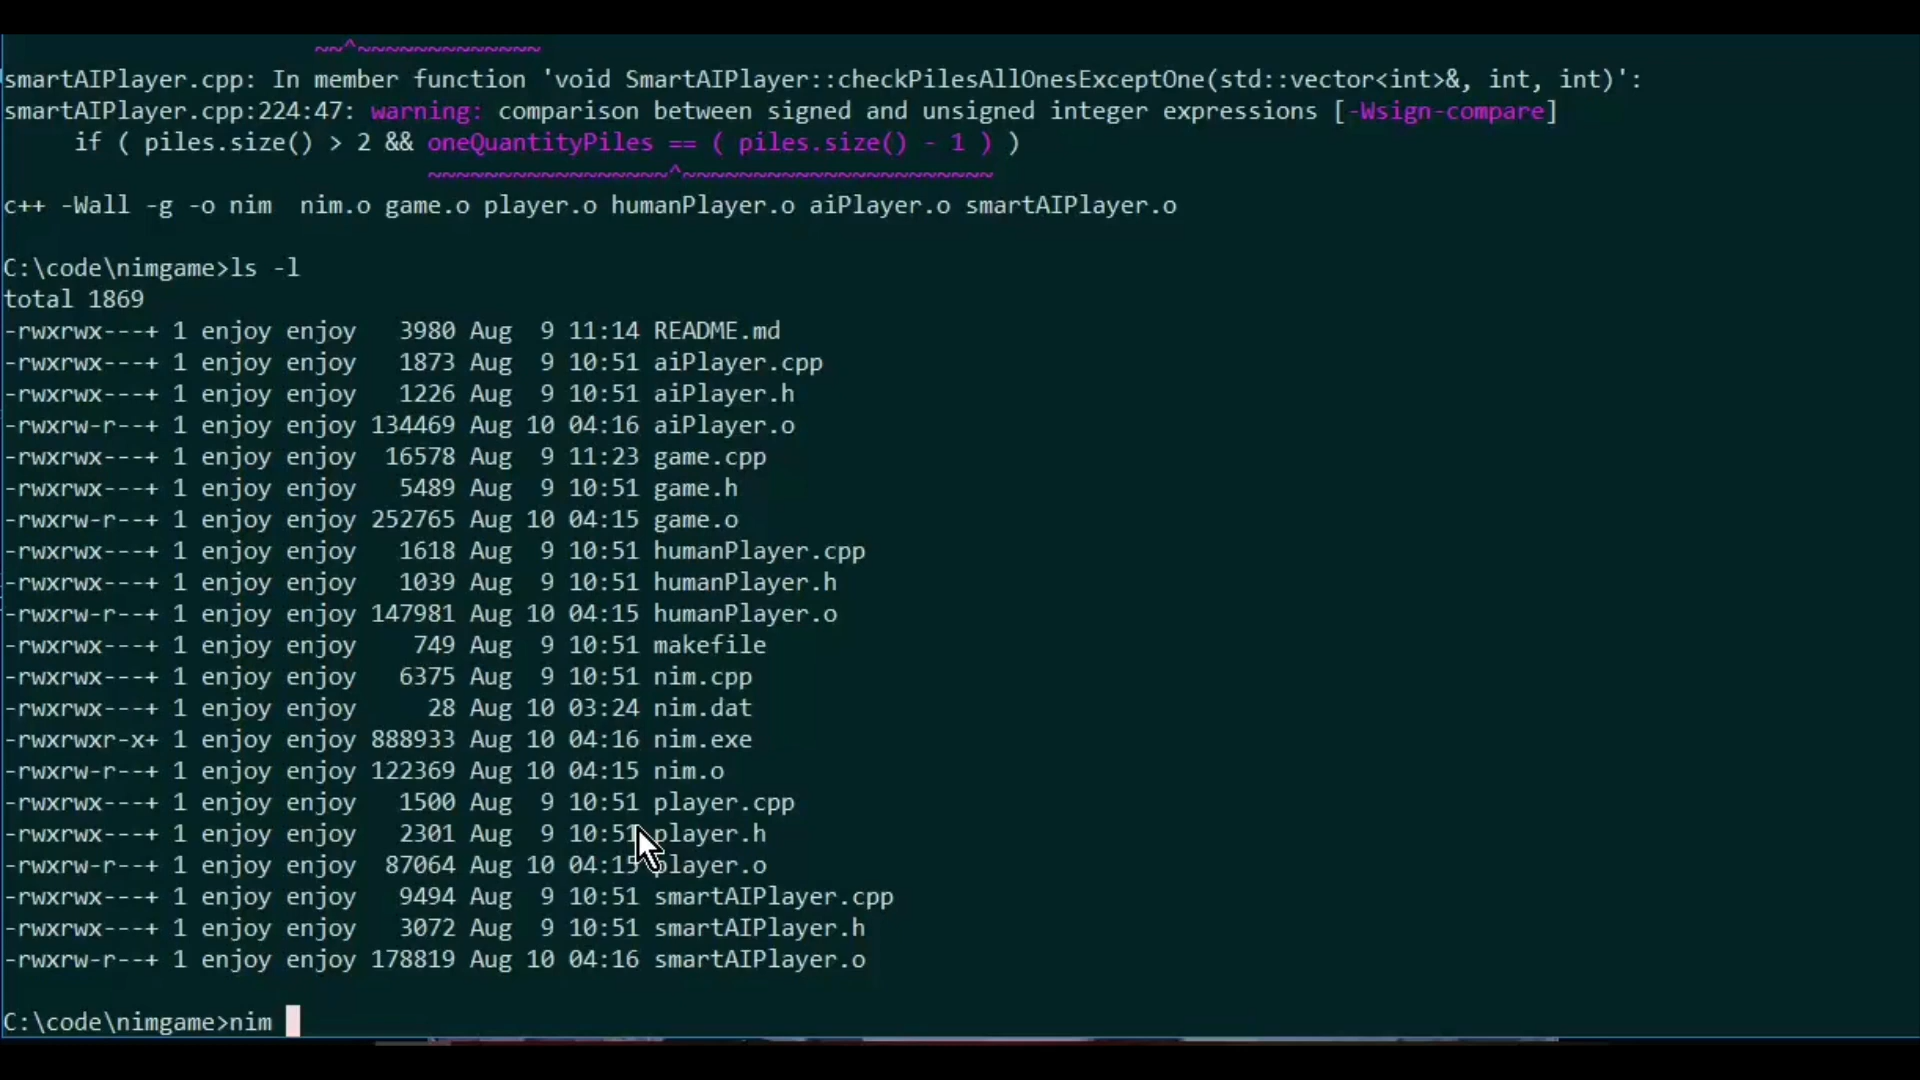 ~~^~~~~~~~~~~~~~
smartAIPlayer.cpp: In member function 'void SmartAIPlayer::checkPilesAllOnesExceptOne(std::vector<int>&, int, int)':
smartAIPlayer.cpp:224:47: warning: comparison between signed and unsigned integer expressions [-Wsign-compare]
     if ( piles.size() > 2 && oneQuantityPiles == ( piles.size() - 1 ) )
                              ~~~~~~~~~~~~~~~~~^~~~~~~~~~~~~~~~~~~~~~~
c++ -Wall -g -o nim  nim.o game.o player.o humanPlayer.o aiPlayer.o smartAIPlayer.o
C:\code\nimgame>ls -l
total 1869
-rwxrwx---+ 1 enjoy enjoy   3980 Aug  9 11:14 README.md
-rwxrwx---+ 1 enjoy enjoy   1873 Aug  9 10:51 aiPlayer.cpp
-rwxrwx---+ 1 enjoy enjoy   1226 Aug  9 10:51 aiPlayer.h
-rwxrw-r--+ 1 enjoy enjoy 134469 Aug 10 04:16 aiPlayer.o
-rwxrwx---+ 1 enjoy enjoy  16578 Aug  9 11:23 game.cpp
-rwxrwx---+ 1 enjoy enjoy   5489 Aug  9 10:51 game.h
-rwxrw-r--+ 1 enjoy enjoy 252765 Aug 10 04:15 game.o
-rwxrwx---+ 1 enjoy enjoy   1618 Aug  9 10:51 humanPlayer.cpp
-rwxrwx---+ 1 enjoy enjoy   1039 Aug  9 10:51 humanPlayer.h
-rwxrw-r--+ 1 enjoy enjoy 147981 Aug 10 04:15 humanPlayer.o
-rwxrwx---+ 1 enjoy enjoy    749 Aug  9 10:51 makefile
-rwxrwx---+ 1 enjoy enjoy   6375 Aug  9 10:51 nim.cpp
-rwxrwx---+ 1 enjoy enjoy     28 Aug 10 03:24 nim.dat
-rwxrwxr-x+ 1 enjoy enjoy 888933 Aug 10 04:16 nim.exe
-rwxrw-r--+ 1 enjoy enjoy 122369 Aug 10 04:15 nim.o
-rwxrwx---+ 1 enjoy enjoy   1500 Aug  9 10:51 player.cpp
-rwxrwx---+ 1 enjoy enjoy   2301 Aug  9 10:51 player.h
-rwxrw-r--+ 1 enjoy enjoy  87064 Aug 10 04:15 player.o
-rwxrwx---+ 1 enjoy enjoy   9494 Aug  9 10:51 smartAIPlayer.cpp
-rwxrwx---+ 1 enjoy enjoy   3072 Aug  9 10:51 smartAIPlayer.h
-rwxrw-r--+ 1 enjoy enjoy 178819 Aug 10 04:16 smartAIPlayer.o
C:\code\nimgame>nim